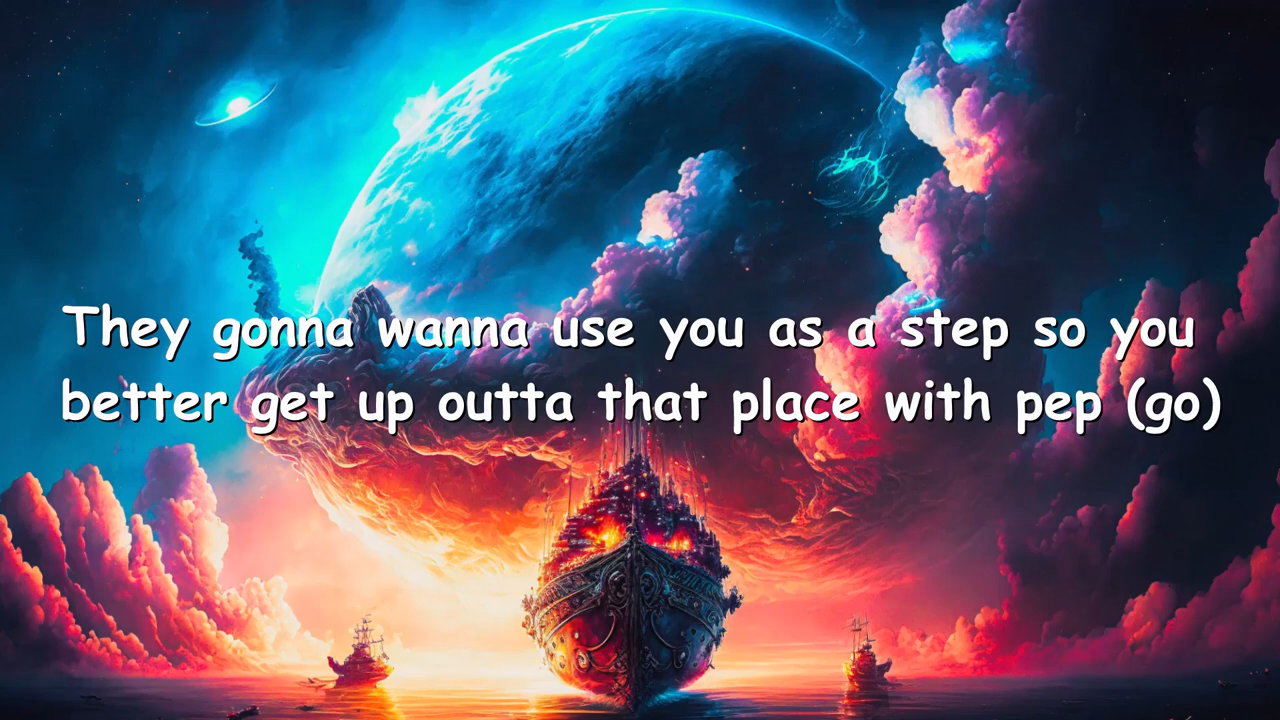 They gonna wanna use you as a step so you
better get up outta that place with pep (go)